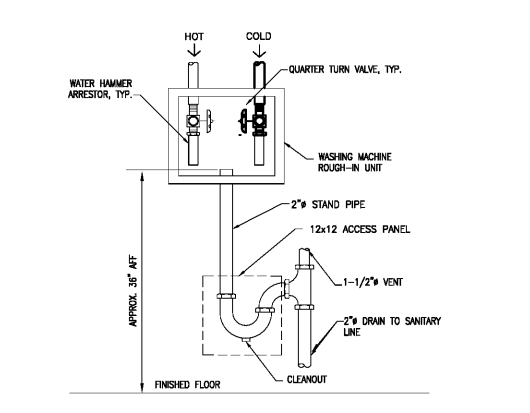 HOT
COLD
QUARTER TURN VALVE, TYP.
WATER HAMMER
ARRESTOR, TYP.
WASHING MACHINE
ROUGH-IN UNIT
2"ø STAND PIPE
12x12 ACCESS PANEL
APPROX. 36" AFF
1-1/2"ø VENT
2"ø DRAIN TO SANITARY
LINE
CLEANOUT
FINISHED FLOOR